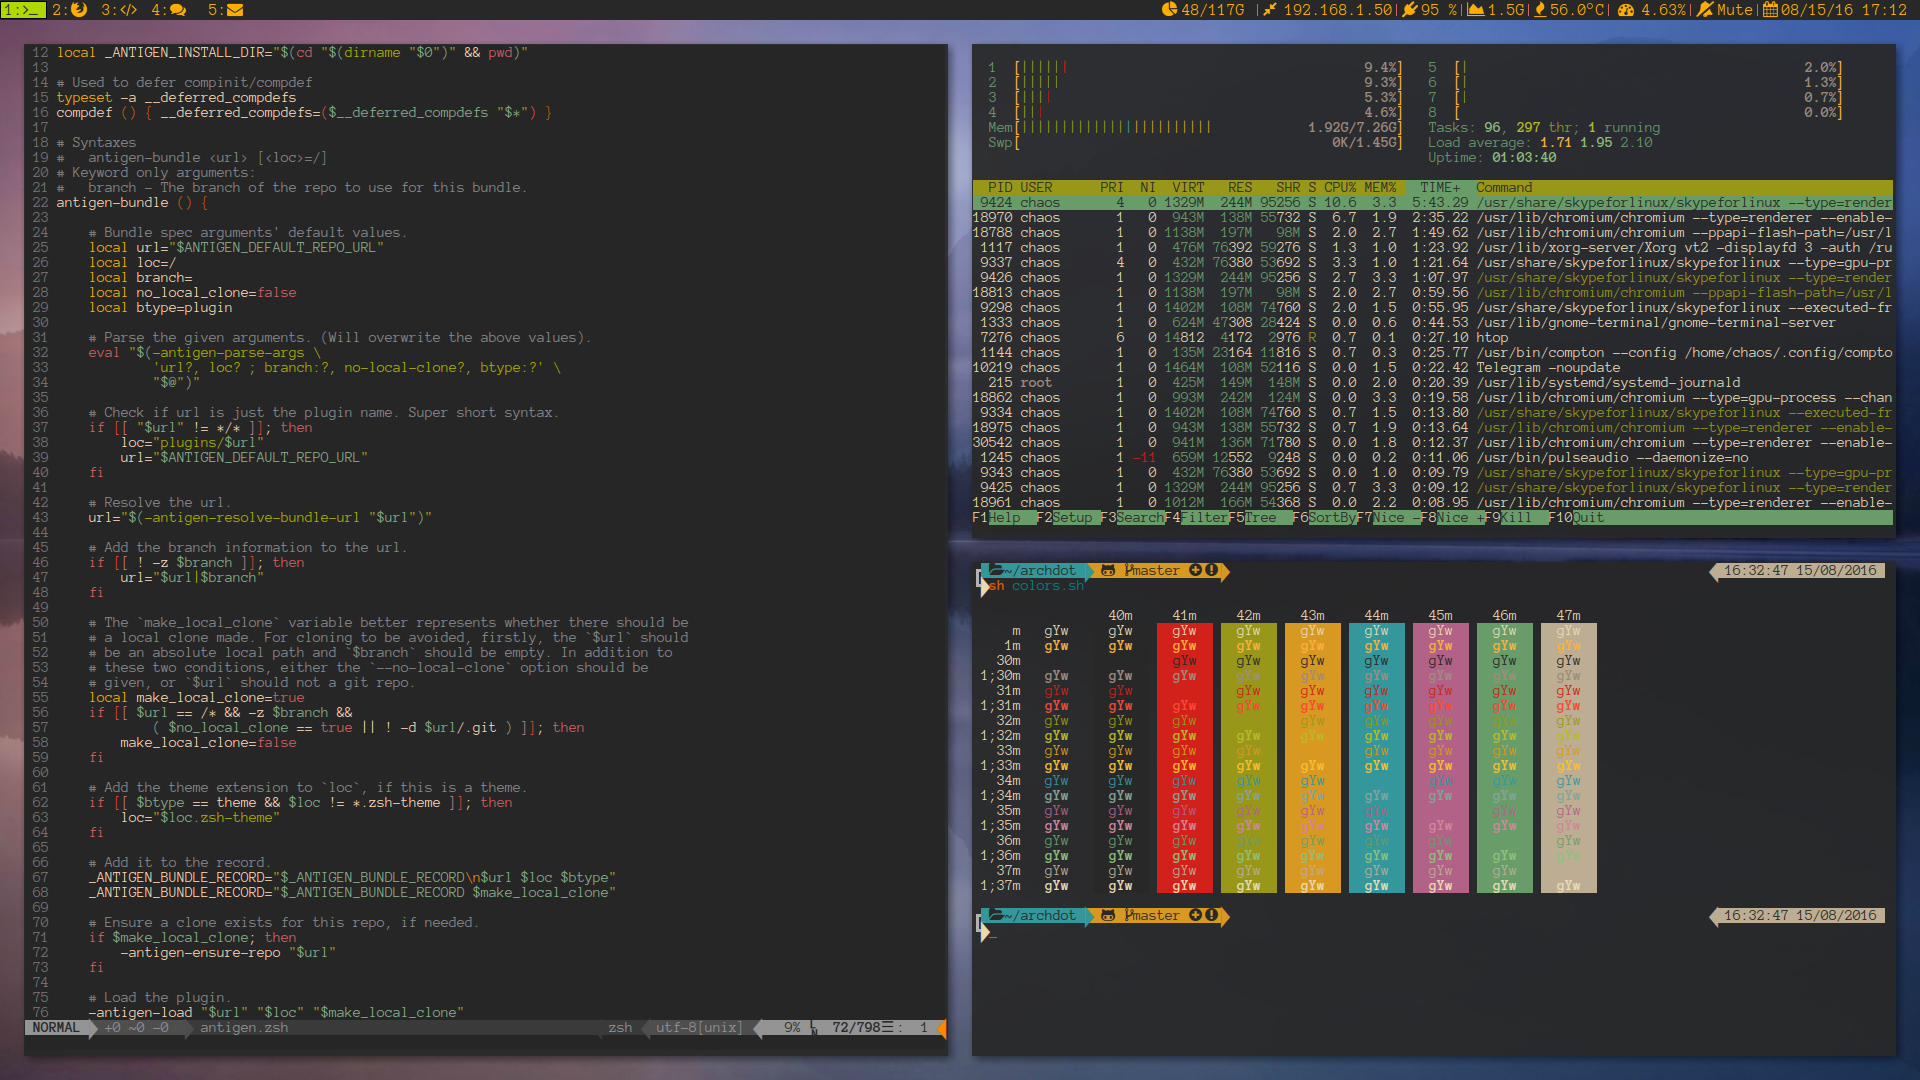 1:>_ 2: 3:</> 4: 5: 48/117G | 192.168.1.50| 95 %| 1.5G| 56.0°C| 4.63%| Mute| 08/15/16 17:12
12 local _ANTIGEN_INSTALL_DIR="$(cd "$(dirname "$0")" && pwd)"
13
14 # Used to defer compinit/compdef
15 typeset -a __deferred_compdefs
16 compdef () { __deferred_compdefs=($__deferred_compdefs "$*") }
17
18 # Syntaxes
19 #   antigen-bundle <url> [<loc>=/]
20 # Keyword only arguments:
21 #   branch - The branch of the repo to use for this bundle.
22 antigen-bundle () {
23
24     # Bundle spec arguments' default values.
25     local url="$ANTIGEN_DEFAULT_REPO_URL"
26     local loc=/
27     local branch=
28     local no_local_clone=false
29     local btype=plugin
30
31     # Parse the given arguments. (Will overwrite the above values).
32     eval "$(-antigen-parse-args \
33             'url?, loc? ; branch:?, no-local-clone?, btype:?' \
34             "$@")"
35
36     # Check if url is just the plugin name. Super short syntax.
37     if [[ "$url" != */* ]]; then
38         loc="plugins/$url"
39         url="$ANTIGEN_DEFAULT_REPO_URL"
40     fi
41
42     # Resolve the url.
43     url="$(-antigen-resolve-bundle-url "$url")"
44
45     # Add the branch information to the url.
46     if [[ ! -z $branch ]]; then
47         url="$url|$branch"
48     fi
49
50     # The `make_local_clone` variable better represents whether there should be
51     # a local clone made. For cloning to be avoided, firstly, the `$url` should
52     # be an absolute local path and `$branch` should be empty. In addition to
53     # these two conditions, either the `--no-local-clone` option should be
54     # given, or `$url` should not a git repo.
55     local make_local_clone=true
56     if [[ $url == /* && -z $branch &&
57             ( $no_local_clone == true || ! -d $url/.git ) ]]; then
58         make_local_clone=false
59     fi
60
61     # Add the theme extension to `loc`, if this is a theme.
62     if [[ $btype == theme && $loc != *.zsh-theme ]]; then
63         loc="$loc.zsh-theme"
64     fi
65
66     # Add it to the record.
67     _ANTIGEN_BUNDLE_RECORD="$_ANTIGEN_BUNDLE_RECORD\n$url $loc $btype"
68     _ANTIGEN_BUNDLE_RECORD="$_ANTIGEN_BUNDLE_RECORD $make_local_clone"
69
70     # Ensure a clone exists for this repo, if needed.
71     if $make_local_clone; then
72         -antigen-ensure-repo "$url"
73     fi
74
75     # Load the plugin.
76     -antigen-load "$url" "$loc" "$make_local_clone"
NORMAL +0 ~0 -0 antigen.zsh zsh utf-8[unix] 9% 72/798 : 1
1 [|||||| 9.4%] 5 [| 2.0%]
2 [||||| 9.3%] 6 [| 1.3%]
3 [|||| 5.3%] 7 [| 0.7%]
4 [||| 4.6%] 8 [ 0.0%]
Mem[|||||||||||||||||||||||| 1.92G/7.26G] Tasks: 96, 297 thr; 1 running
Swp[ 0K/1.45G] Load average: 1.71 1.95 2.10
Uptime: 01:03:40
PID USER PRI NI VIRT RES SHR S CPU% MEM% TIME+ Command
9424 chaos 4 0 1329M 244M 95256 S 10.6 3.3 5:43.29 /usr/share/skypeforlinux/skypeforlinux --type=render
18970 chaos 1 0 943M 138M 55732 S 6.7 1.9 2:35.22 /usr/lib/chromium/chromium --type=renderer --enable-
18788 chaos 1 0 1138M 197M 98M S 2.0 2.7 1:49.62 /usr/lib/chromium/chromium --ppapi-flash-path=/usr/l
1117 chaos 1 0 476M 76392 59276 S 1.3 1.0 1:23.92 /usr/lib/xorg-server/Xorg vt2 -displayfd 3 -auth /ru
9337 chaos 4 0 432M 76380 53692 S 3.3 1.0 1:21.64 /usr/share/skypeforlinux/skypeforlinux --type=gpu-pr
9426 chaos 1 0 1329M 244M 95256 S 2.7 3.3 1:07.97 /usr/share/skypeforlinux/skypeforlinux --type=render
18813 chaos 1 0 1138M 197M 98M S 2.0 2.7 0:59.56 /usr/lib/chromium/chromium --ppapi-flash-path=/usr/l
9298 chaos 1 0 1402M 108M 74760 S 2.0 1.5 0:55.95 /usr/share/skypeforlinux/skypeforlinux --executed-fr
1333 chaos 1 0 624M 47308 28424 S 0.0 0.6 0:44.53 /usr/lib/gnome-terminal/gnome-terminal-server
7276 chaos 6 0 14812 4172 2976 R 0.7 0.1 0:27.10 htop
1144 chaos 1 0 135M 23164 11816 S 0.7 0.3 0:25.77 /usr/bin/compton --config /home/chaos/.config/compto
10219 chaos 1 0 1464M 108M 52116 S 0.0 1.5 0:22.42 Telegram -noupdate
215 root 1 0 425M 149M 148M S 0.0 2.0 0:20.39 /usr/lib/systemd/systemd-journald
18862 chaos 1 0 993M 242M 124M S 0.0 3.3 0:19.58 /usr/lib/chromium/chromium --type=gpu-process --chan
9334 chaos 1 0 1402M 108M 74760 S 0.7 1.5 0:13.80 /usr/share/skypeforlinux/skypeforlinux --executed-fr
18975 chaos 1 0 943M 138M 55732 S 0.7 1.9 0:13.64 /usr/lib/chromium/chromium --type=renderer --enable-
30542 chaos 1 0 941M 136M 71780 S 0.0 1.8 0:12.37 /usr/lib/chromium/chromium --type=renderer --enable-
1245 chaos 1 -11 659M 12552 9248 S 0.0 0.2 0:11.06 /usr/bin/pulseaudio --daemonize=no
9343 chaos 1 0 432M 76380 53692 S 0.0 1.0 0:09.79 /usr/share/skypeforlinux/skypeforlinux --type=gpu-pr
9425 chaos 1 0 1329M 244M 95256 S 0.7 3.3 0:09.12 /usr/share/skypeforlinux/skypeforlinux --type=render
18961 chaos 1 0 1012M 166M 54368 S 0.0 2.2 0:08.95 /usr/lib/chromium/chromium --type=renderer --enable-
F1Help F2Setup F3SearchF4FilterF5Tree F6SortByF7Nice -F8Nice +F9Kill F10Quit
~/archdot master 16:32:47 15/08/2016
sh colors.sh
40m 41m 42m 43m 44m 45m 46m 47m
m gYw gYw gYw gYw gYw gYw gYw gYw gYw
1m gYw gYw gYw gYw gYw gYw gYw gYw gYw
30m gYw gYw gYw gYw gYw gYw gYw
1;30m gYw gYw gYw gYw gYw gYw gYw gYw gYw
31m gYw gYw gYw gYw gYw gYw gYw gYw
1;31m gYw gYw gYw gYw gYw gYw gYw gYw gYw
32m gYw gYw gYw gYw gYw gYw gYw gYw
1;32m gYw gYw gYw gYw gYw gYw gYw gYw gYw
33m gYw gYw gYw gYw gYw gYw gYw gYw
1;33m gYw gYw gYw gYw gYw gYw gYw gYw gYw
34m gYw gYw gYw gYw gYw gYw gYw gYw
1;34m gYw gYw gYw gYw gYw gYw gYw gYw gYw
35m gYw gYw gYw gYw gYw gYw gYw gYw
1;35m gYw gYw gYw gYw gYw gYw gYw gYw gYw
36m gYw gYw gYw gYw gYw gYw gYw gYw
1;36m gYw gYw gYw gYw gYw gYw gYw gYw gYw
37m gYw gYw gYw gYw gYw gYw gYw gYw
1;37m gYw gYw gYw gYw gYw gYw gYw gYw gYw
~/archdot master 16:32:47 15/08/2016
_